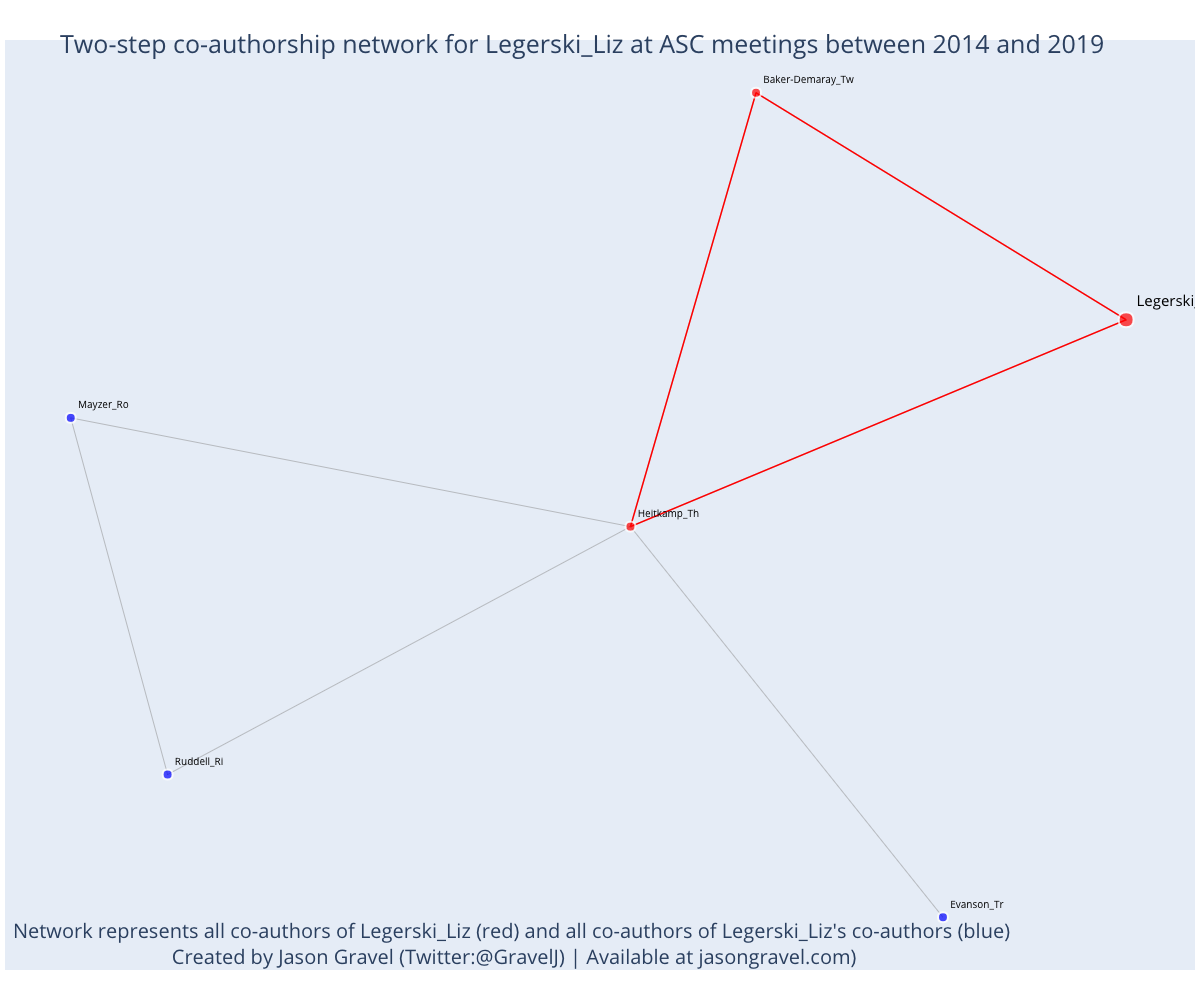 Two-step co-authorship network for Legerski_Liz at ASC meetings between 2014 and 2019
Baker-Demaray_Tw
Legerski_
Mayzer_Ro
Heitkamp_Th
Ruddell_Ri
Evanson_Tr
Network represents all co-authors of Legerski_Liz (red) and all co-authors of Legerski_Liz's co-authors (blue)
Created by Jason Gravel (Twitter:@GravelJ) | Available at jasongravel.com)